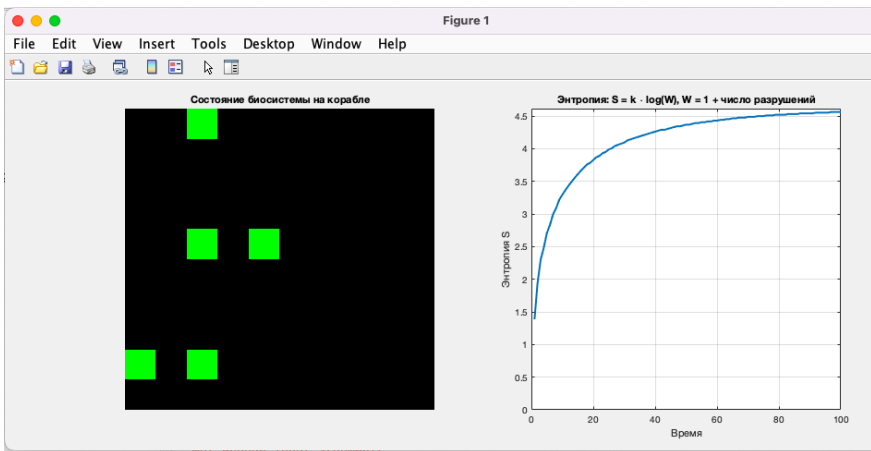 Figure 1
File Edit View Insert Tools Desktop Window Help
Состояние биосистемы на корабле
Энтропия: S = k · log(W), W = 1 + число разрушений
4.5
4
3.5
3
2.5
2
1.5
1
0.5
0
Энтропия S
0 20 40 60 80 100
Время